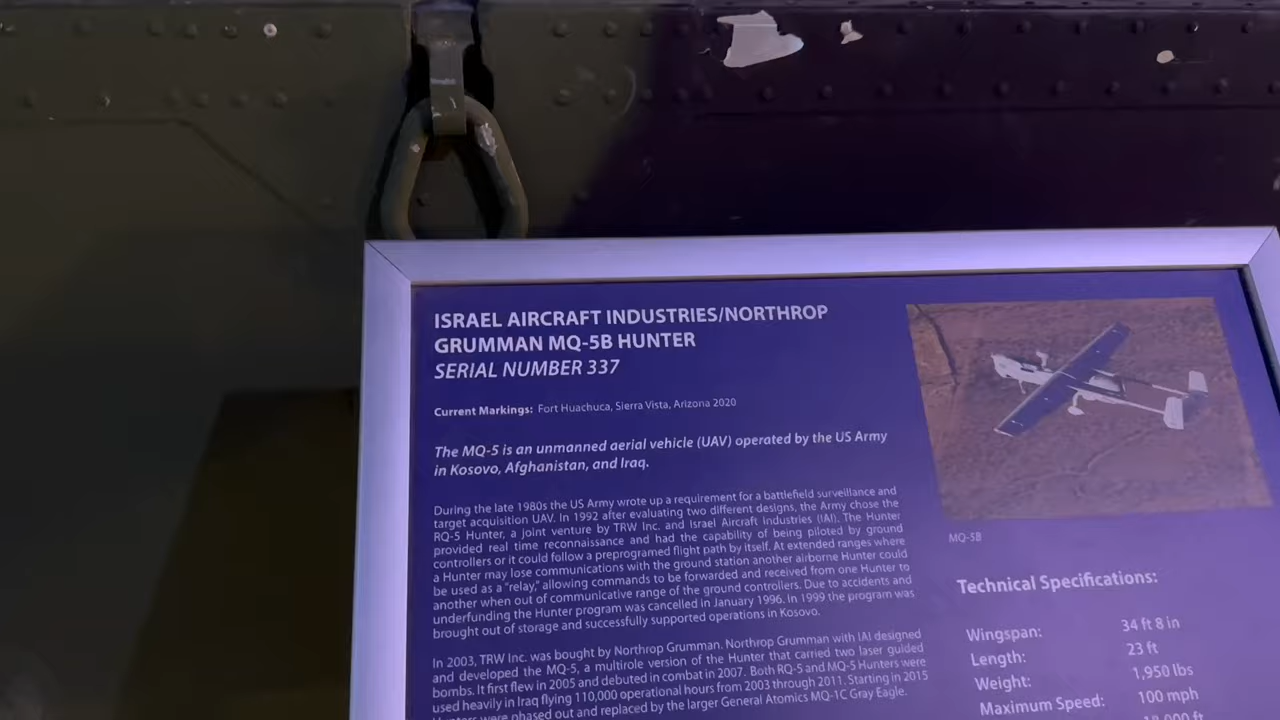 ISRAEL AIRCRAFT INDUSTRIES/NORTHROP
GRUMMAN MQ-5B HUNTER
SERIAL NUMBER 337
Current Markings: Fort Huachuca, Sierra Vista, Arizona 2020
The MQ-5 is an unmanned aerial vehicle (UAV) operated by the US Army
in Kosovo, Afghanistan, and Iraq.
During the late 1980s the US Army wrote up a requirement for a battlefield surveillance and
target acquisition UAV. In 1992 after evaluating two different designs, the Army chose the
RQ-5 Hunter, a joint venture by TRW Inc. and Israel Aircraft Industries (IAI). The Hunter
provided real time reconnaissance and had the capability of being piloted by ground
controllers or it could follow a preprogramed flight path by itself. At extended ranges where
a Hunter may lose communications with the ground station another airborne Hunter could
be used as a "relay," allowing commands to be forwarded and received from one Hunter to
another when out of communicative range of the ground controllers. Due to accidents and
underfunding the Hunter program was cancelled in January 1996. In 1999 the program was
brought out of storage and successfully supported operations in Kosovo.
In 2003, TRW Inc. was bought by Northrop Grumman. Northrop Grumman with IAI designed
and developed the MQ-5, a multirole version of the Hunter that carried two laser guided
bombs. It first flew in 2005 and debuted in combat in 2007. Both RQ-5 and MQ-5 Hunters were
used heavily in Iraq flying 110,000 operational hours from 2003 through 2011. Starting in 2015
Hunters were phased out and replaced by the larger General Atomics MQ-1C Gray Eagle.
MQ-5B
Technical Specifications:
Wingspan: 34 ft 8 in
Length: 23 ft
Weight: 1,950 lbs
Maximum Speed: 100 mph